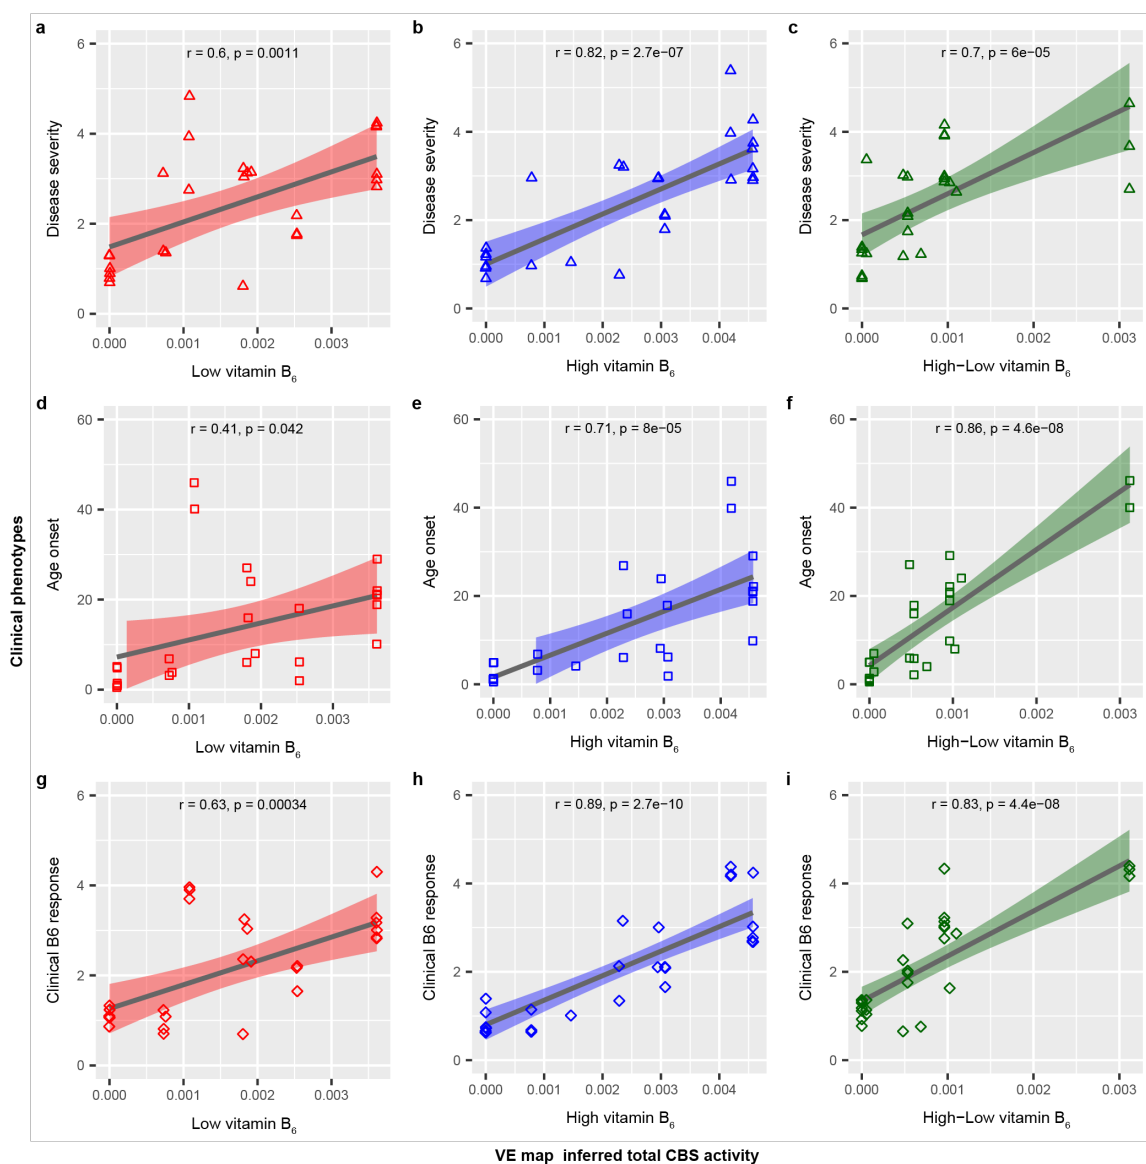 a
r = 0.6, p = 0.0011
Disease severity
6
4
2
0
0.000 0.001 0.002 0.003
Low vitamin B6
b
r = 0.82, p = 2.7e−07
Disease severity
6
4
2
0
0.000 0.001 0.002 0.003 0.004
High vitamin B6
c
r = 0.7, p = 6e−05
Disease severity
6
4
2
0
0.000 0.001 0.002 0.003
High−Low vitamin B6
Clinical phenotypes
d
r = 0.41, p = 0.042
Age onset
60
40
20
0
0.000 0.001 0.002 0.003
Low vitamin B6
e
r = 0.71, p = 8e−05
Age onset
60
40
20
0
0.000 0.001 0.002 0.003 0.004
High vitamin B6
f
r = 0.86, p = 4.6e−08
Age onset
60
40
20
0
0.000 0.001 0.002 0.003
High−Low vitamin B6
g
r = 0.63, p = 0.00034
Clinical B6 response
6
4
2
0
0.000 0.001 0.002 0.003
Low vitamin B6
h
r = 0.89, p = 2.7e−10
Clinical B6 response
6
4
2
0
0.000 0.001 0.002 0.003 0.004
High vitamin B6
i
r = 0.83, p = 4.4e−08
Clinical B6 response
6
4
2
0
0.000 0.001 0.002 0.003
High−Low vitamin B6
VE map inferred total CBS activity